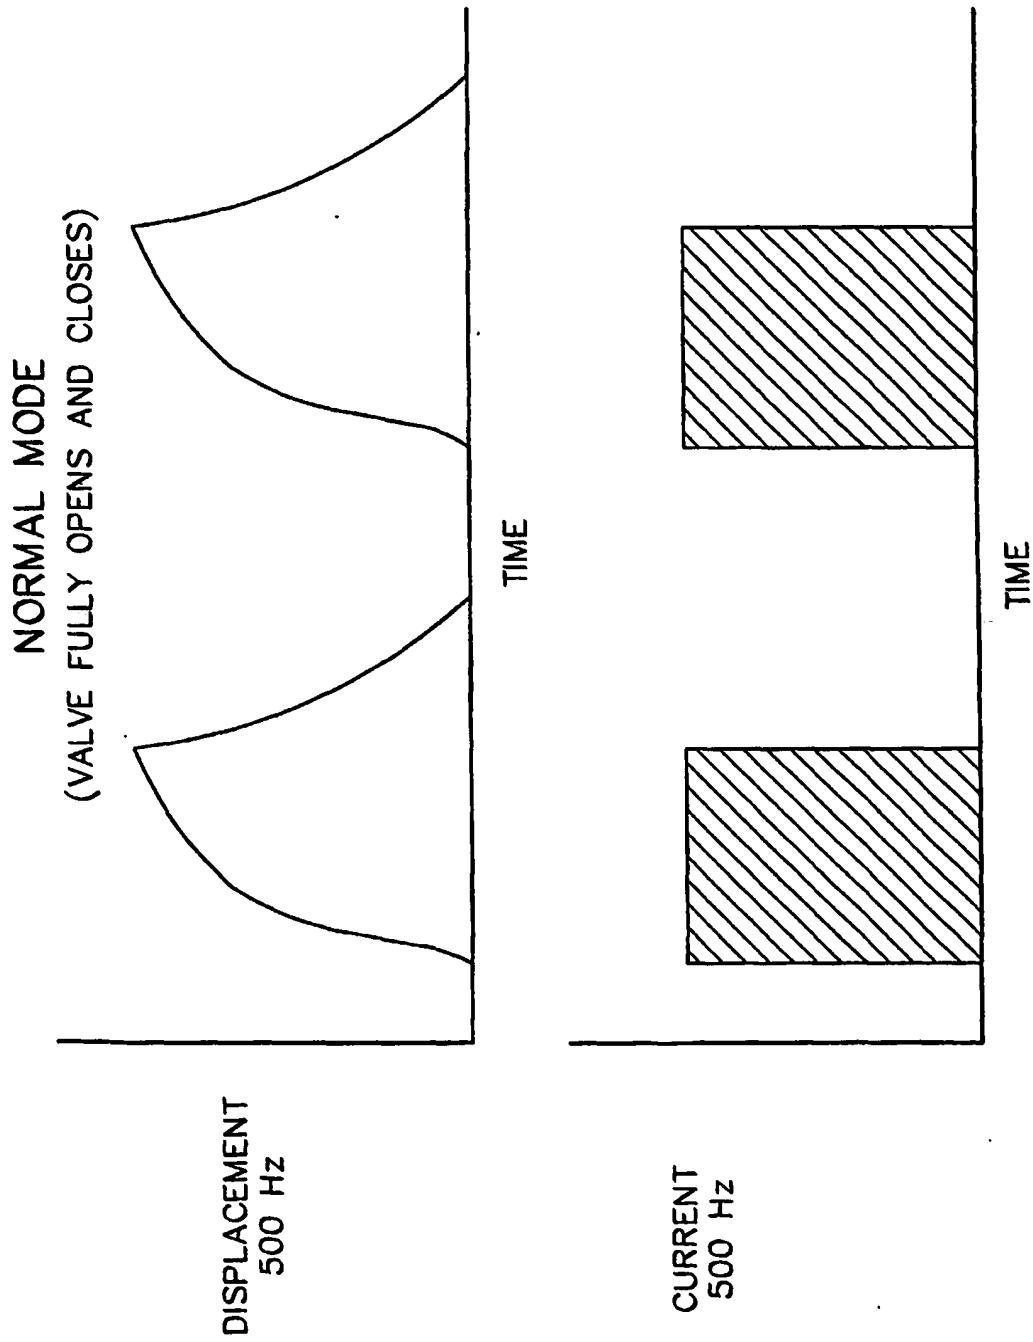 NORMAL MODE
(VALVE FULLY OPENS AND CLOSES)
DISPLACEMENT
500 Hz
TIME
CURRENT
500 Hz
TIME